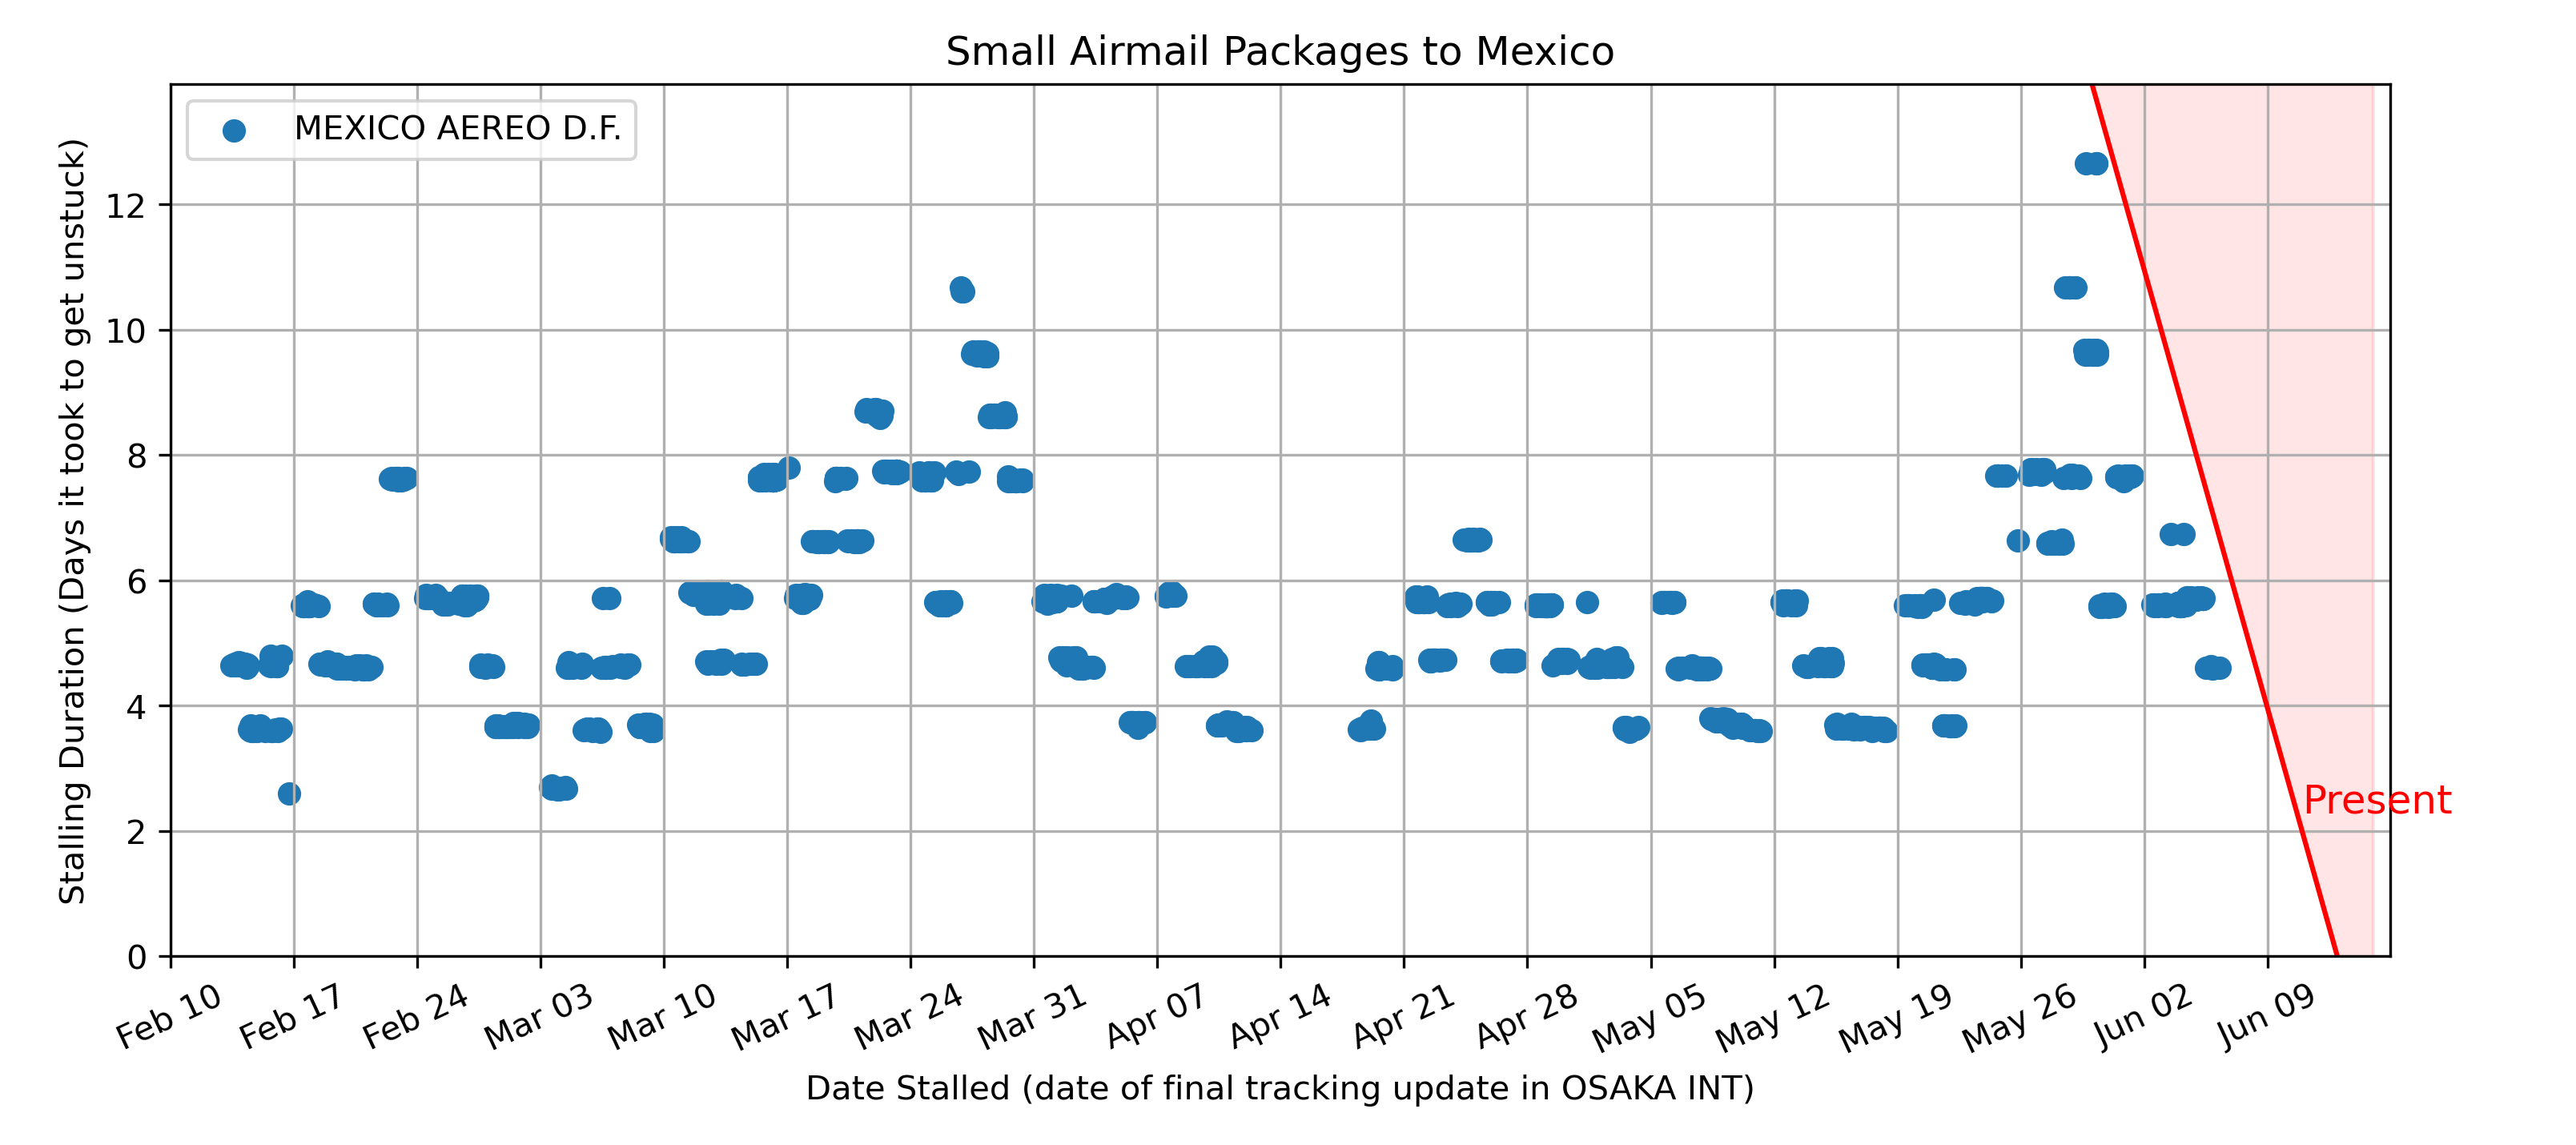 Small Airmail Packages to Mexico
MEXICO AEREO D.F.
Stalling Duration (Days it took to get unstuck)
12
10
8
6
4
2
0
Present
Feb 10
Feb 17
Feb 24
Mar 03
Mar 10
Mar 17
Mar 24
Mar 31
Apr 07
Apr 14
Apr 21
Apr 28
May 05
May 12
May 19
May 26
Jun 02
Jun 09
Date Stalled (date of final tracking update in OSAKA INT)